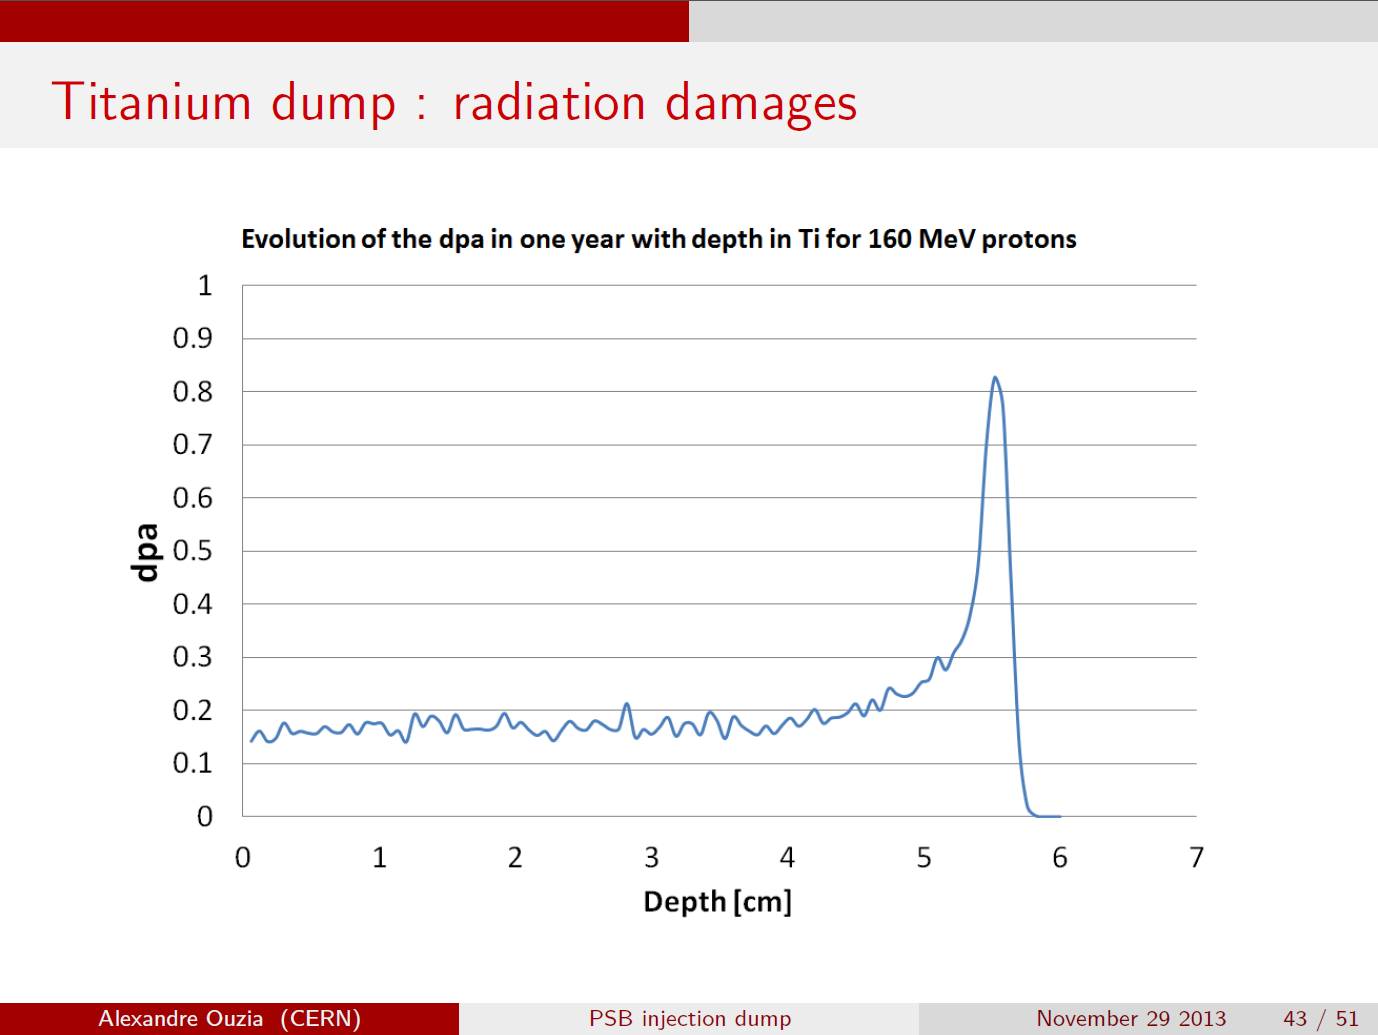 Titanium dump : radiation damages
Evolution of the dpa in one year with depth in Ti for 160 MeV protons
1
0.9
0.8
0.7
0.6
0.5
0.4
0.3
0.2
0.1
0
dpa
0 1 2 3 4 5 6 7
Depth [cm]
Alexandre Ouzia (CERN) PSB injection dump November 29 2013 43 / 51